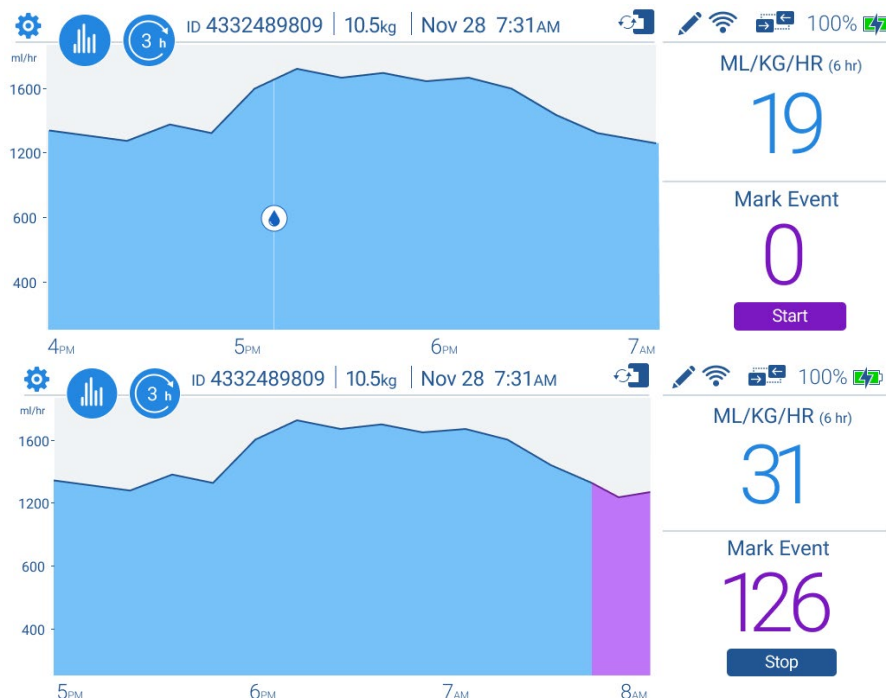 3 h ID 4332489809 10.5kg Nov 28 7:31AM 100%
ml/hr
1600
1200
600
400
4PM 5PM 6PM 7AM
ML/KG/HR (6 hr)
19
Mark Event
0
Start
3 h ID 4332489809 10.5kg Nov 28 7:31AM 100%
ml/hr
1600
1200
600
400
5PM 6PM 7AM 8AM
ML/KG/HR (6 hr)
31
Mark Event
126
Stop